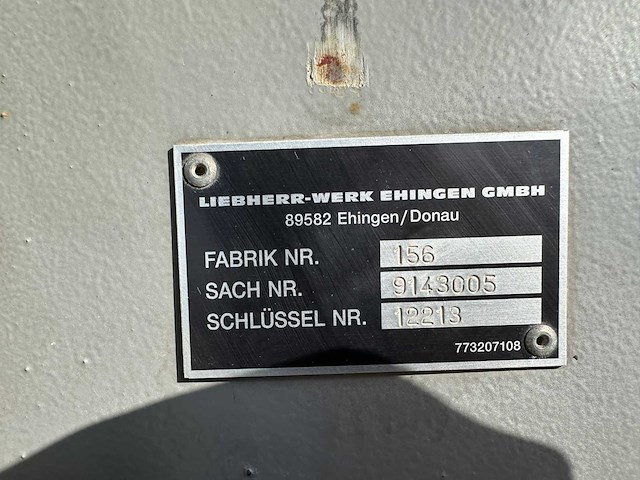 LIEBHERR-WERK EHINGEN GMBH
89582 Ehingen/Donau
FABRIK NR. 156
SACH NR. 9143005
SCHLÜSSEL NR. 12213
773207108